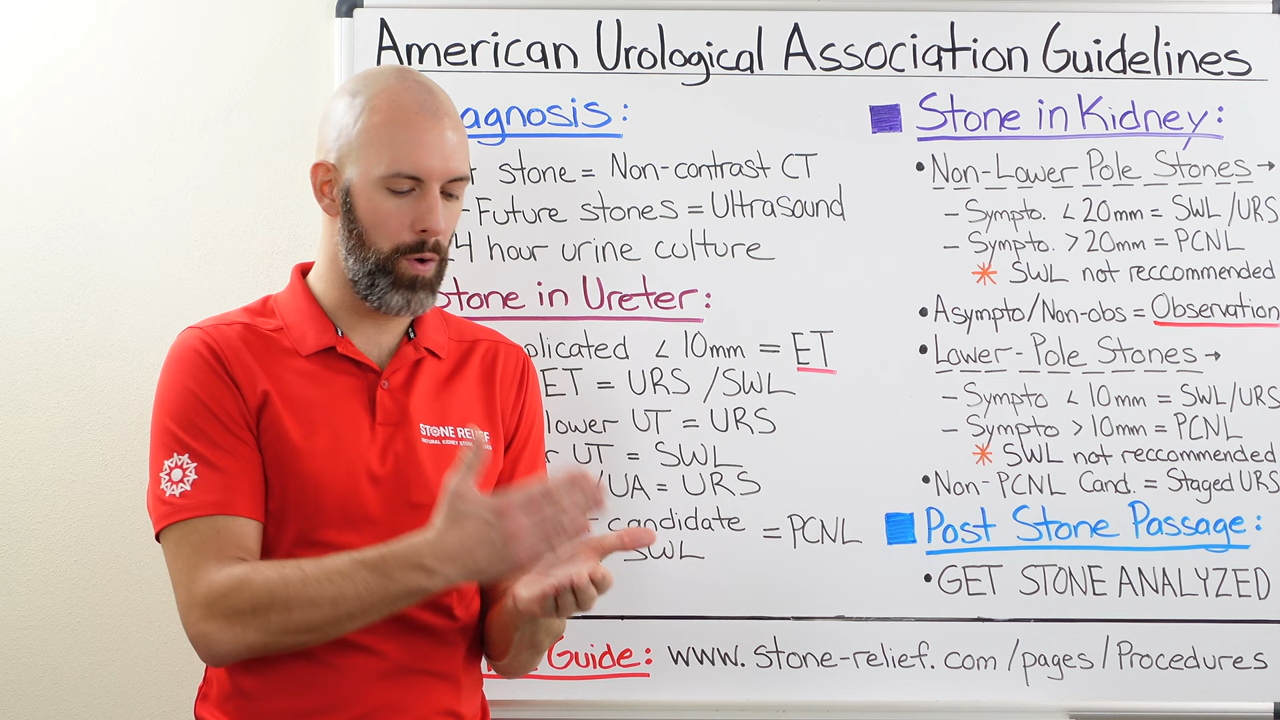 American Urological Association Guidelines
agnosis:
stone = Non-contrast CT
-Future stones = Ultrasound
4 hour urine culture
Stone in Ureter:
plicated < 10mm = ET
ET = URS /SWL
lower UT = URS
r UT = SWL
/UA = URS
- candidate = PCNL
SWL
Stone in Kidney:
•Non-Lower Pole Stones →
- Sympto. < 20mm = SWL /URS
- Sympto. > 20mm = PCNL
* SWL not reccommended
•Asympto/Non-obs = Observation
•Lower-Pole Stones →
- Sympto < 10mm = SWL/URS
- Sympto > 10mm = PCNL
* SWL not reccommended
•Non-PCNL Cand. = Staged URS
Post Stone Passage:
•GET STONE ANALYZED
Guide: www.stone-relief.com/pages/Procedures
STONE RELIEF
NATURAL KIDNEY STONE